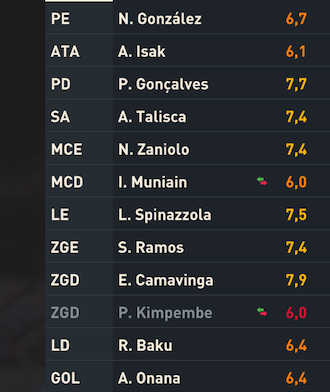 PE N. González 6,7
ATA A. Isak 6,1
PD P. Gonçalves 7,7
SA A. Talisca 7,4
MCE N. Zaniolo 7,4
MCD I. Muniain 6,0
LE L. Spinazzola 7,5
ZGE S. Ramos 7,4
ZGD E. Camavinga 7,9
ZGD P. Kimpembe 6,0
LD R. Baku 6,4
GOL A. Onana 6,4